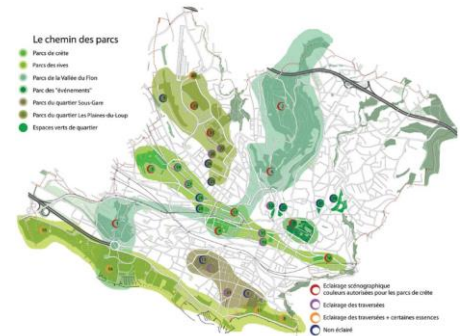 Le chemin des parcs
Parcs de crête
Parcs des rives
Parcs de la Vallée du Flon
Parc des "événements"
Parcs du quartier Sous-Gare
Parcs du quartier Les Plaines-du-Loup
Espaces verts de quartier
Eclairage scénographique
couleurs autorisées pour les parcs de crête
Eclairage des traversées
Eclairage des traversées + certaines essences
Non éclairé